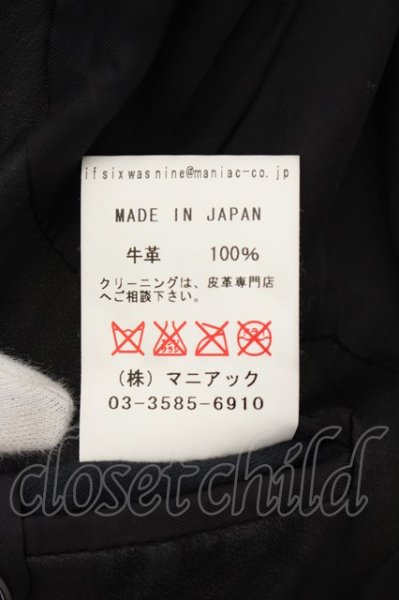 ifsixwasnine@maniac-co.jp
MADE IN JAPAN
牛革 100%
クリーニングは、皮革専門店
へご相談下さい。
(株) マニアック
03-3585-6910
closet child